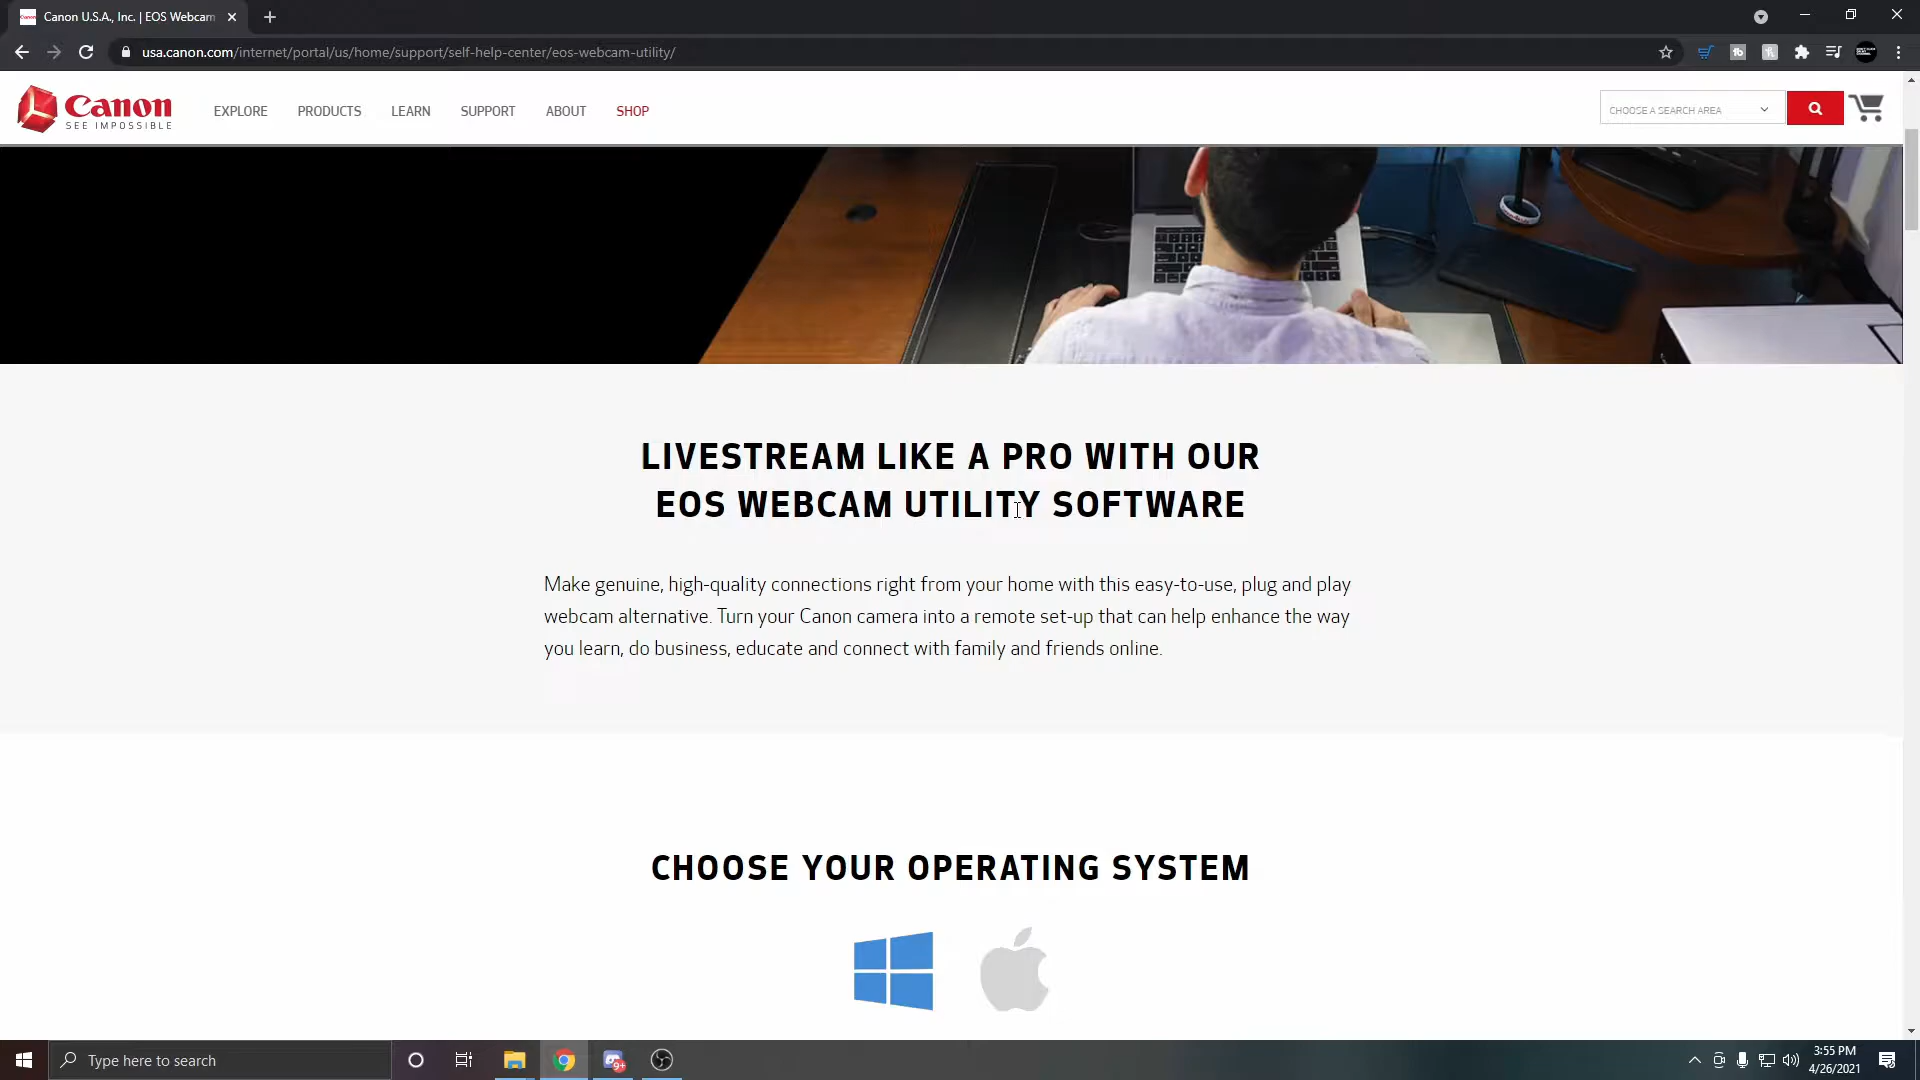 Canon U.S.A., Inc. | EOS Webcam
usa.canon.com/internet/portal/us/home/support/self-help-center/eos-webcam-utility/
Canon
SEE IMPOSSIBLE
EXPLORE PRODUCTS LEARN SUPPORT ABOUT SHOP
CHOOSE A SEARCH AREA
LIVESTREAM LIKE A PRO WITH OUR
EOS WEBCAM UTILITY SOFTWARE
Make genuine, high-quality connections right from your home with this easy-to-use, plug and play
webcam alternative. Turn your Canon camera into a remote set-up that can help enhance the way
you learn, do business, educate and connect with family and friends online.
CHOOSE YOUR OPERATING SYSTEM
Type here to search
9+
3:55 PM
4/26/2021